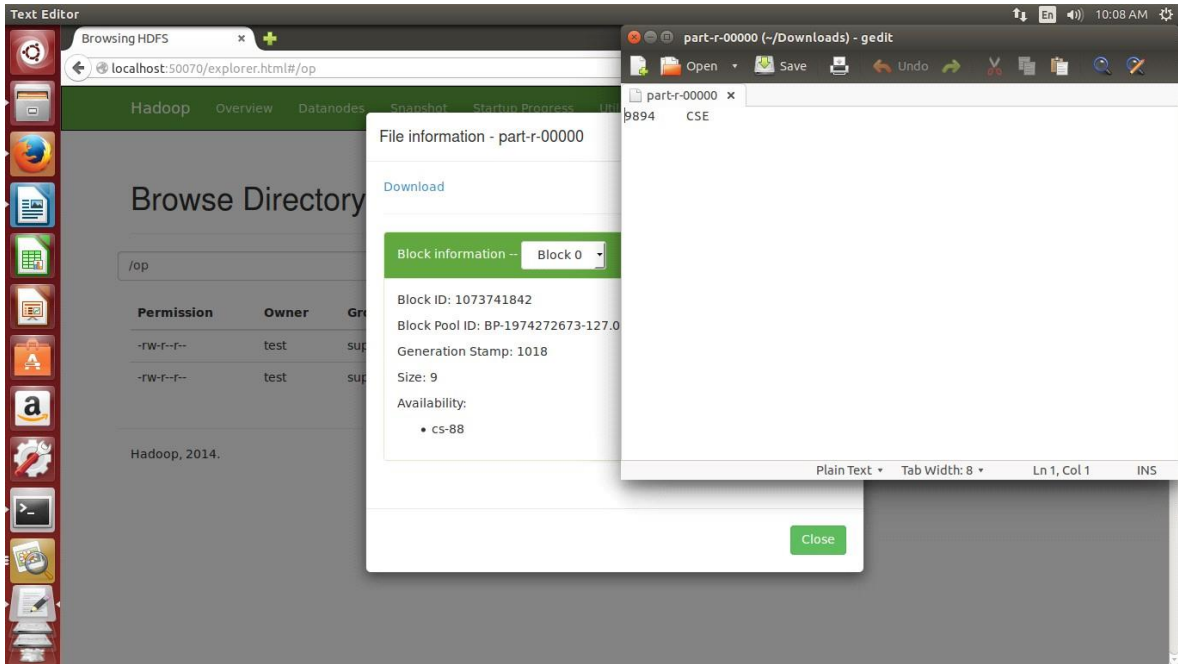 Text Editor
En 10:08 AM
Browsing HDFS
localhost:50070/explorer.html#/op
Hadoop Overview Datanodes Snapshot Startup Progress
Browse Directory
/op
Permission Owner
-rw-r--r-- test
-rw-r--r-- test
Hadoop, 2014.
File information - part-r-00000
Download
Block information -- Block 0
Block ID: 1073741842
Block Pool ID: BP-1974272673-127.0
Generation Stamp: 1018
Size: 9
Availability:
• cs-88
Close
part-r-00000 (~/Downloads) - gedit
Open Save Undo
part-r-00000
9894 CSE
Plain Text Tab Width: 8 Ln 1, Col 1 INS
a
>_